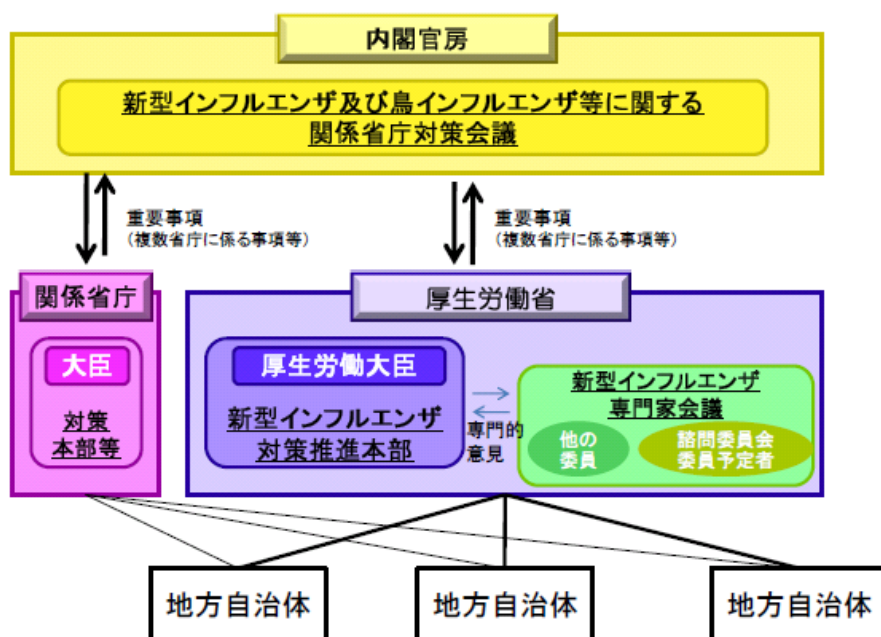 内閣官房
新型インフルエンザ及び鳥インフルエンザ等に関する
関係省庁対策会議
重要事項
（複数省庁に係る事項等）
重要事項
（複数省庁に係る事項等）
関係省庁
大臣
対策
本部等
厚生労働省
厚生労働大臣
新型インフルエンザ
対策推進本部
専門的
意見
新型インフルエンザ
専門家会議
他の
委員
諮問委員会
委員予定者
地方自治体
地方自治体
地方自治体